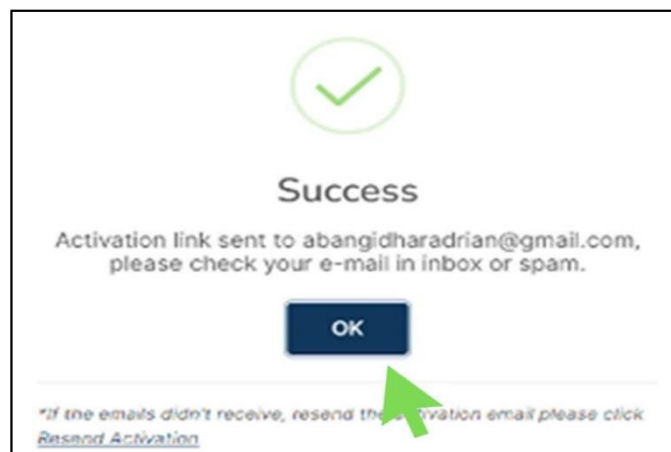 Success
Activation link sent to abangidharadrian@gmail.com,
please check your e-mail in inbox or spam.
OK
*If the emails didn't receive, resend the activation email please click
Resend Activation